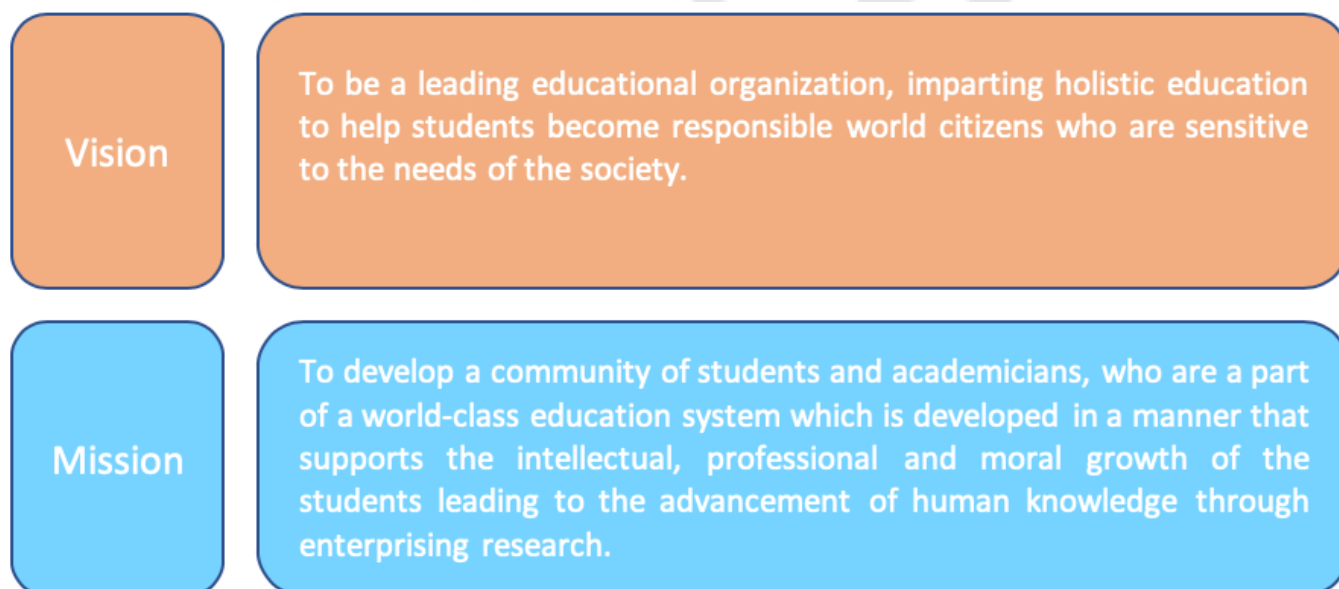 Vision
To be a leading educational organization, imparting holistic education
to help students become responsible world citizens who are sensitive
to the needs of the society.
Mission
To develop a community of students and academicians, who are a part
of a world-class education system which is developed in a manner that
supports the intellectual, professional and moral growth of the
students leading to the advancement of human knowledge through
enterprising research.